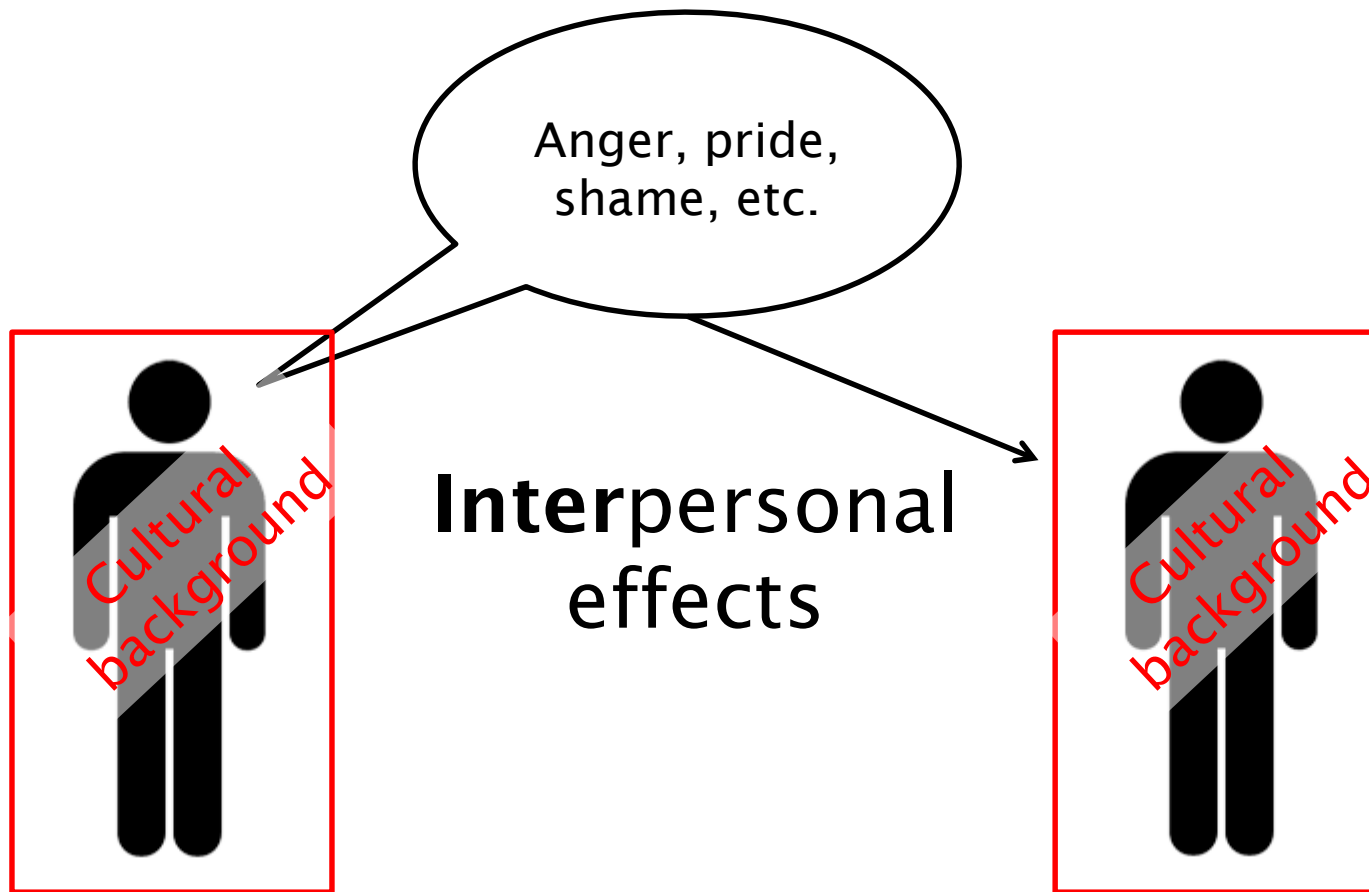 Anger, pride,
shame, etc.
Cultural
background
Interpersonal
effects
Cultural
background